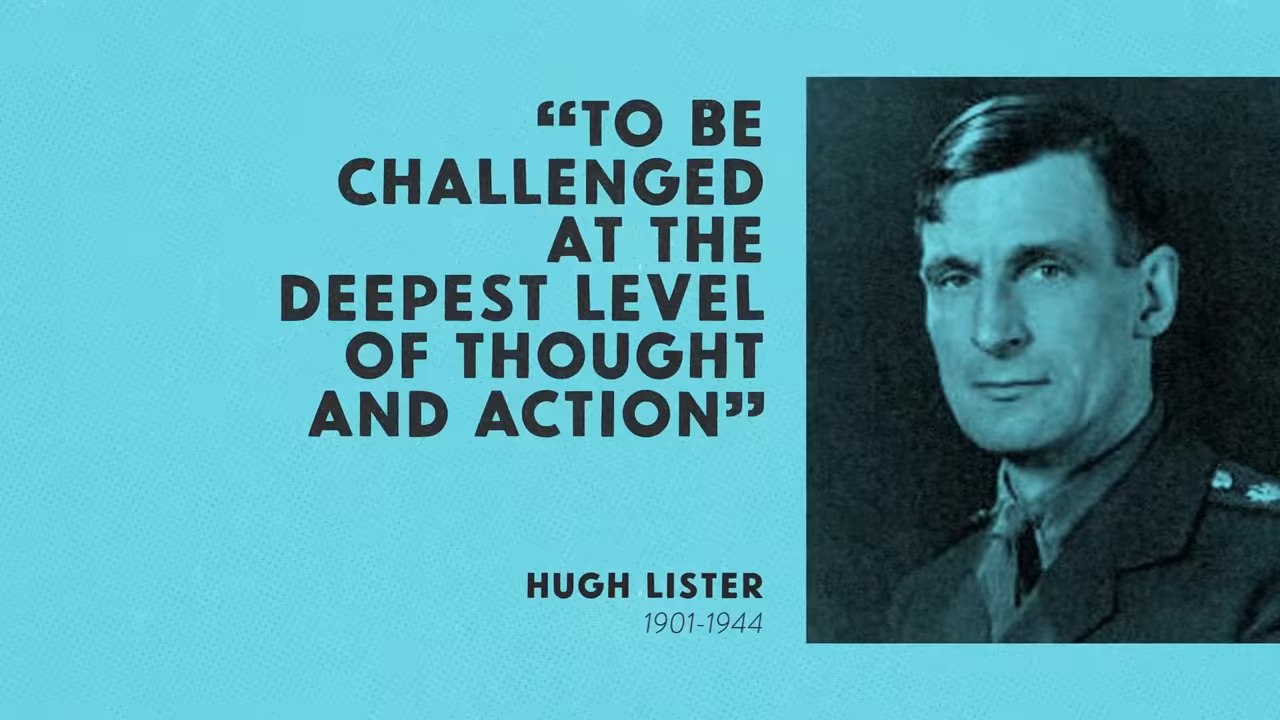 “TO BE
CHALLENGED
AT THE
DEEPEST LEVEL
OF THOUGHT
AND ACTION”
HUGH LISTER
1901-1944